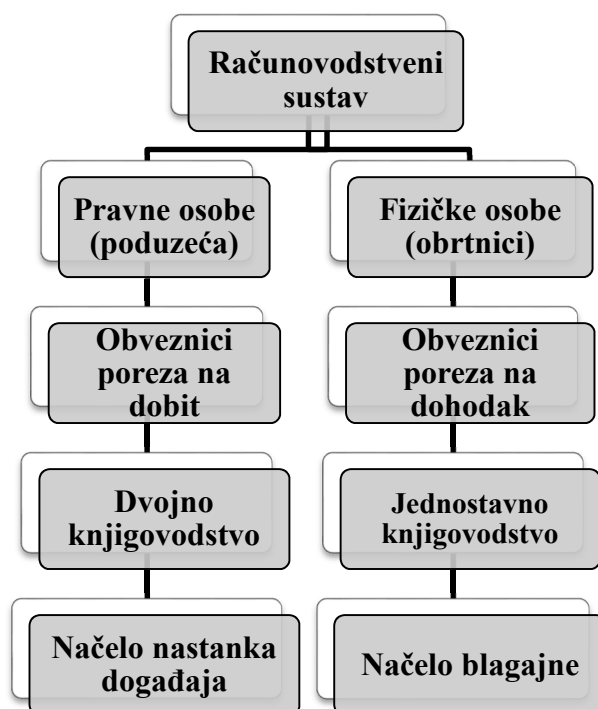 Računovodstveni
sustav
Pravne osobe
(poduzeća)
Fizičke osobe
(obrtnici)
Obveznici
poreza na
dobit
Obveznici
poreza na
dohodak
Dvojno
knjigovodstvo
Jednostavno
knjigovodstvo
Načelo nastanka
događaja
Načelo blagajne